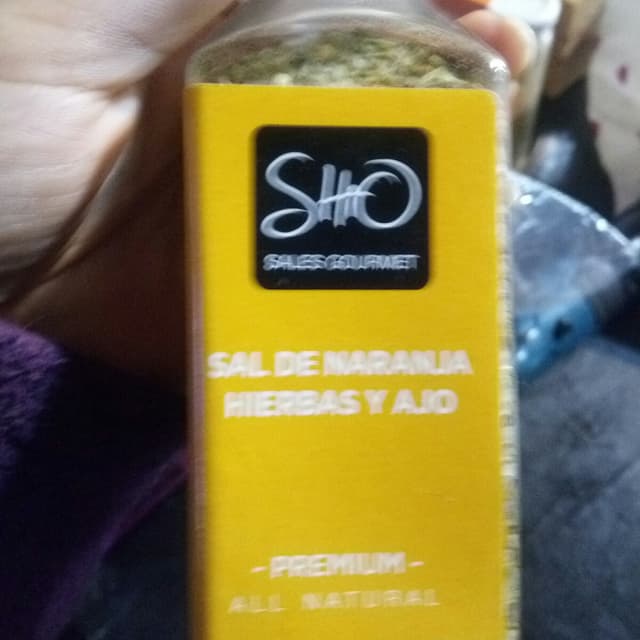 SHO
SALES GOURMET
SAL DE NARANJA
HIERBAS Y AJO
- PREMIUM -
ALL NATURAL